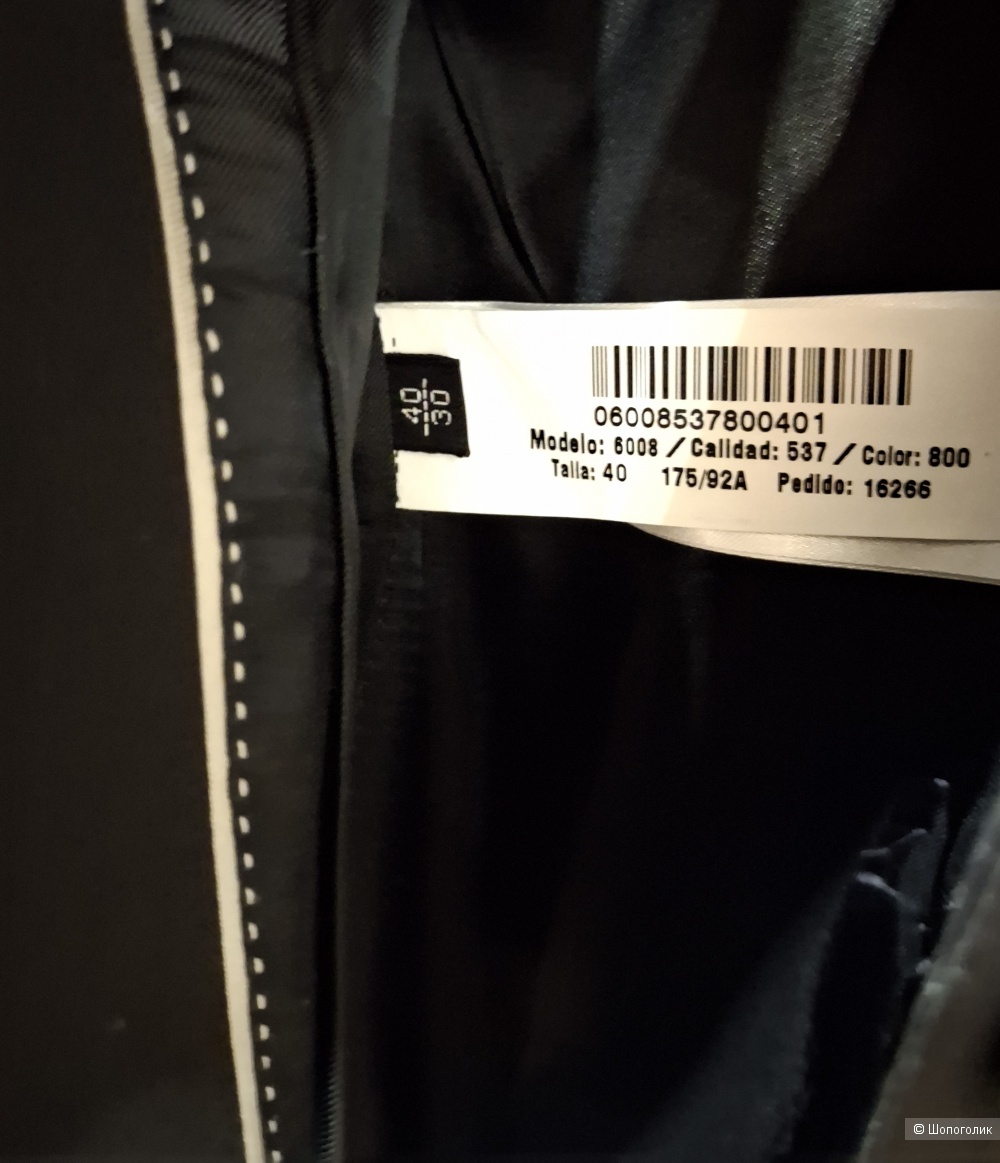 -40-
-30-
06008537800401
Modelo: 6008 / Calidad: 537 / Color: 800
Talla: 40 175/92A Pedido: 16266
© Шопоголик